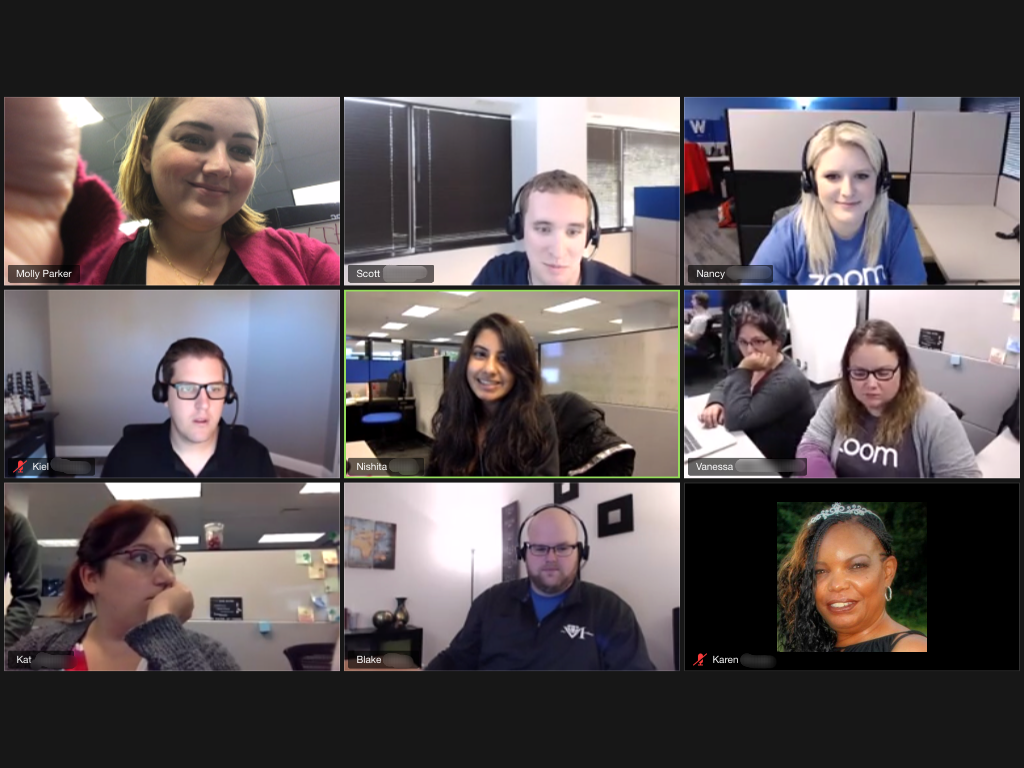 W
Molly Parker
Scott
zoom
Nancy
Kiel
Nishita
zoom
Vanessa
Kat
Blake
Karen